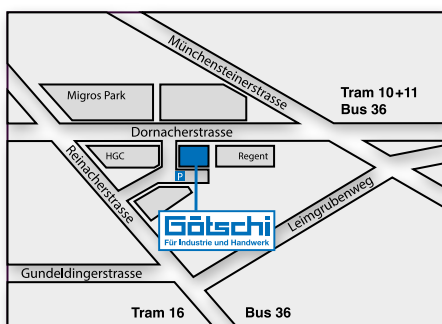 Münchensteinerstrasse
Tram 10+11
Bus 36
Migros Park
Dornacherstrasse
HGC
Regent
P
Reinacherstrasse
Leimgrubenweg
Götschi
Für Industrie und Handwerk
Gundeldingerstrasse
Tram 16
Bus 36